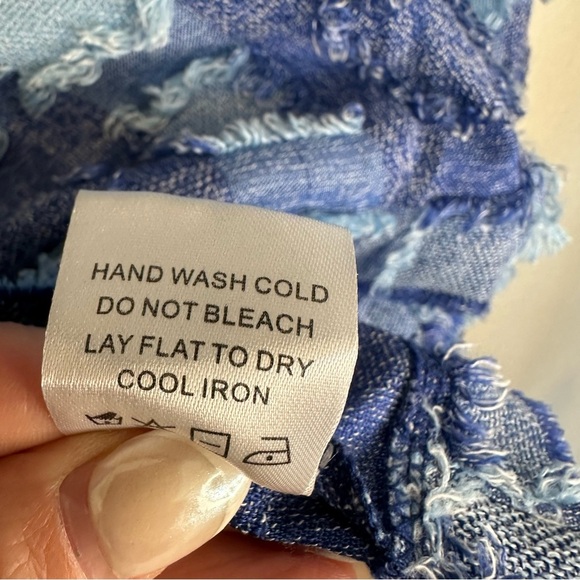 HAND WASH COLD
DO NOT BLEACH
LAY FLAT TO DRY
COOL IRON